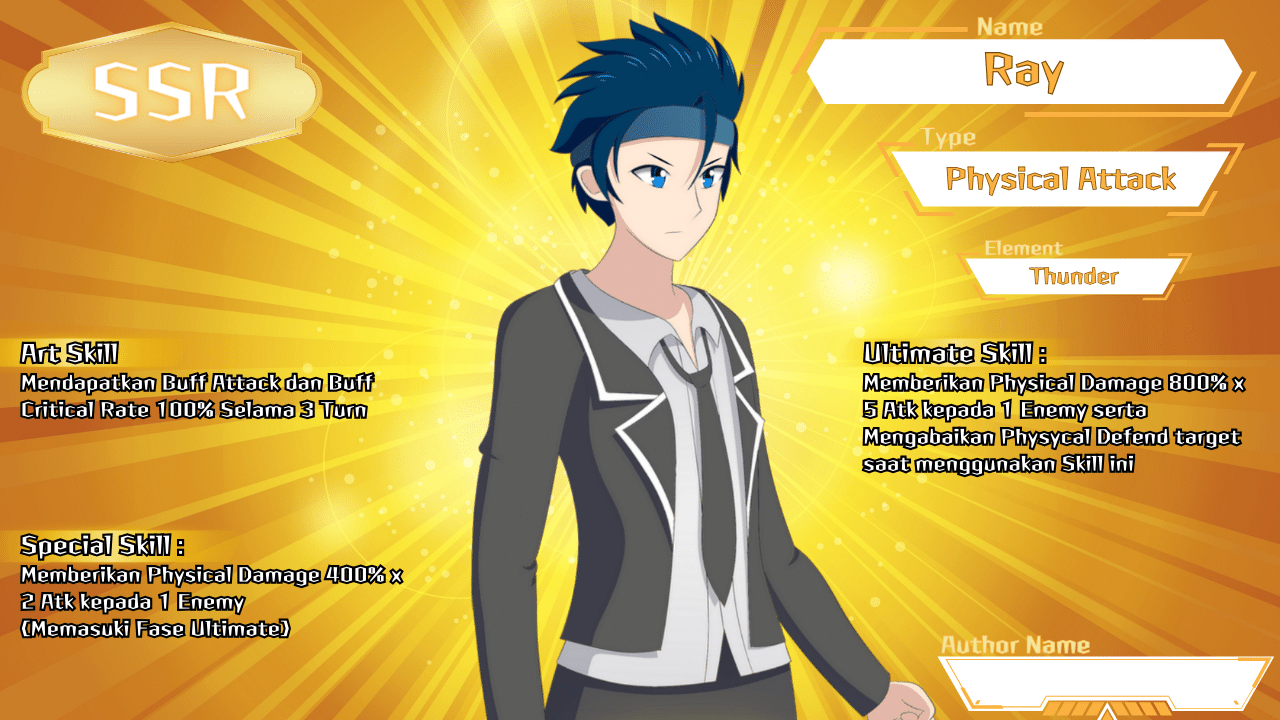 SSR
Name
Ray
Type
Physical Attack
Element
Thunder
Art Skill
Mendapatkan Buff Attack dan Buff
Critical Rate 100% Selama 3 Turn
Special Skill :
Memberikan Physical Damage 400% x
2 Atk kepada 1 Enemy
(Memasuki Fase Ultimate)
Ultimate Skill :
Memberikan Physical Damage 800% x
5 Atk kepada 1 Enemy serta
Mengabaikan Physycal Defend target
saat menggunakan Skill ini
Author Name